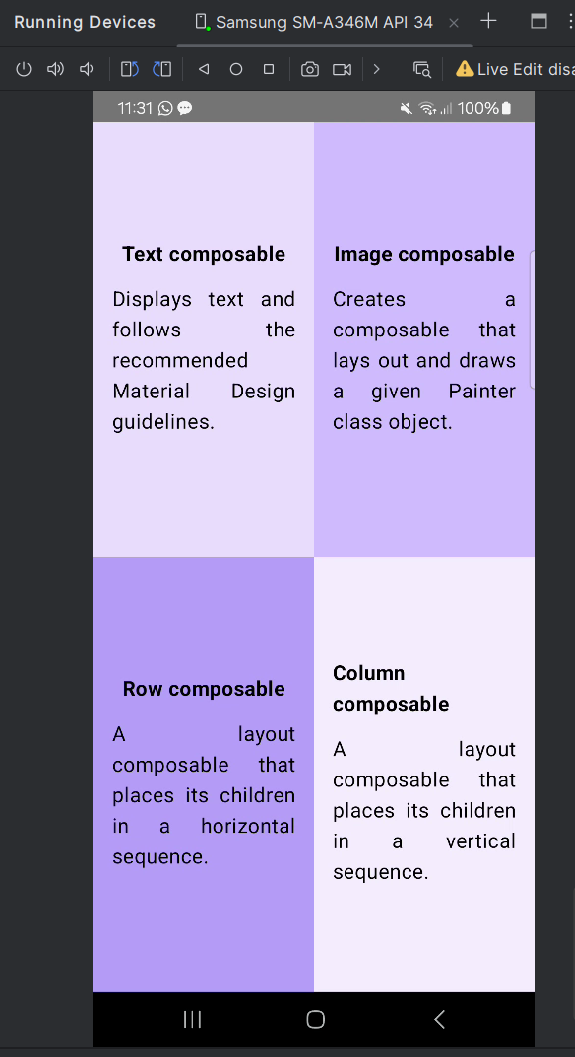 Running Devices
Samsung SM-A346M API 34
Live Edit disa
11:31
100%
Text composable
Displays text and
follows the
recommended
Material Design
guidelines.
Image composable
Creates a
composable that
lays out and draws
a given Painter
class object.
Row composable
A layout
composable that
places its children
in a horizontal
sequence.
Column
composable
A layout
composable that
places its children
in a vertical
sequence.